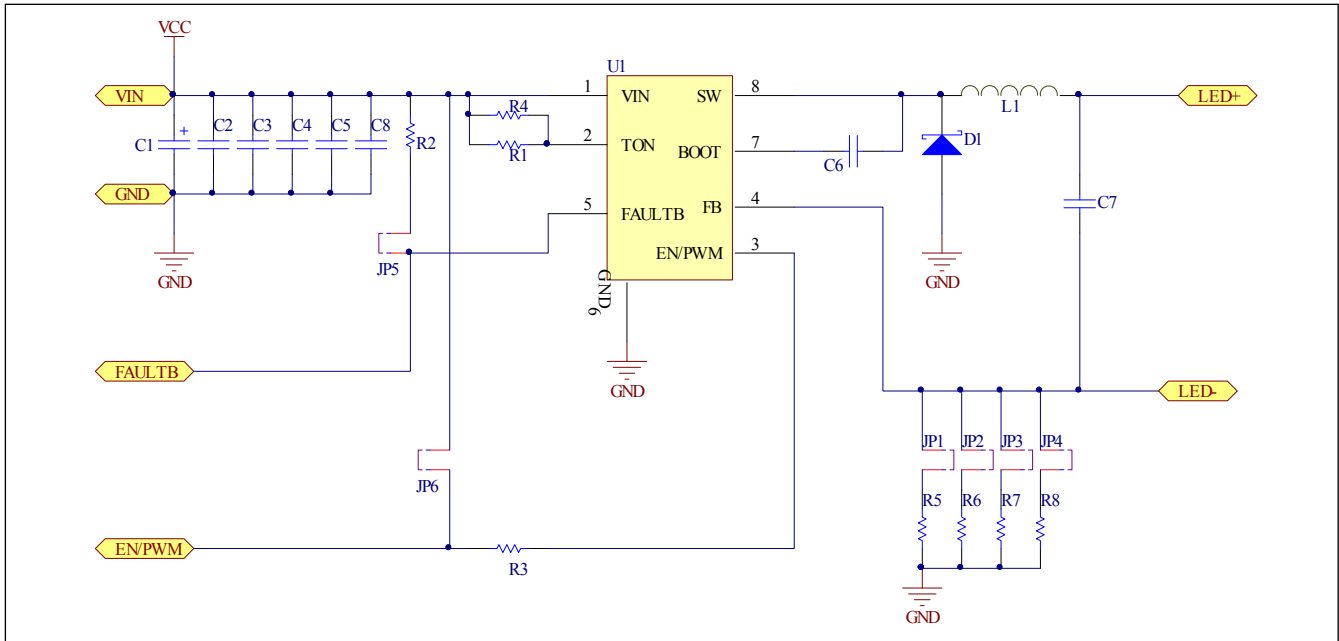 VCC
U1
VIN
1
VIN
SW
8
L1
LED+
R4
C1
+
C2
C3
C4
C5
C8
R2
2
TON
BOOT
7
C6
D1
R1
GND
5
FAULTB
FB
4
C7
EN/PWM
3
JP5
GND
GND
6
GND
FAULTB
GND
LED-
JP1
JP2
JP3
JP4
JP6
R5
R6
R7
R8
EN/PWM
R3
GND